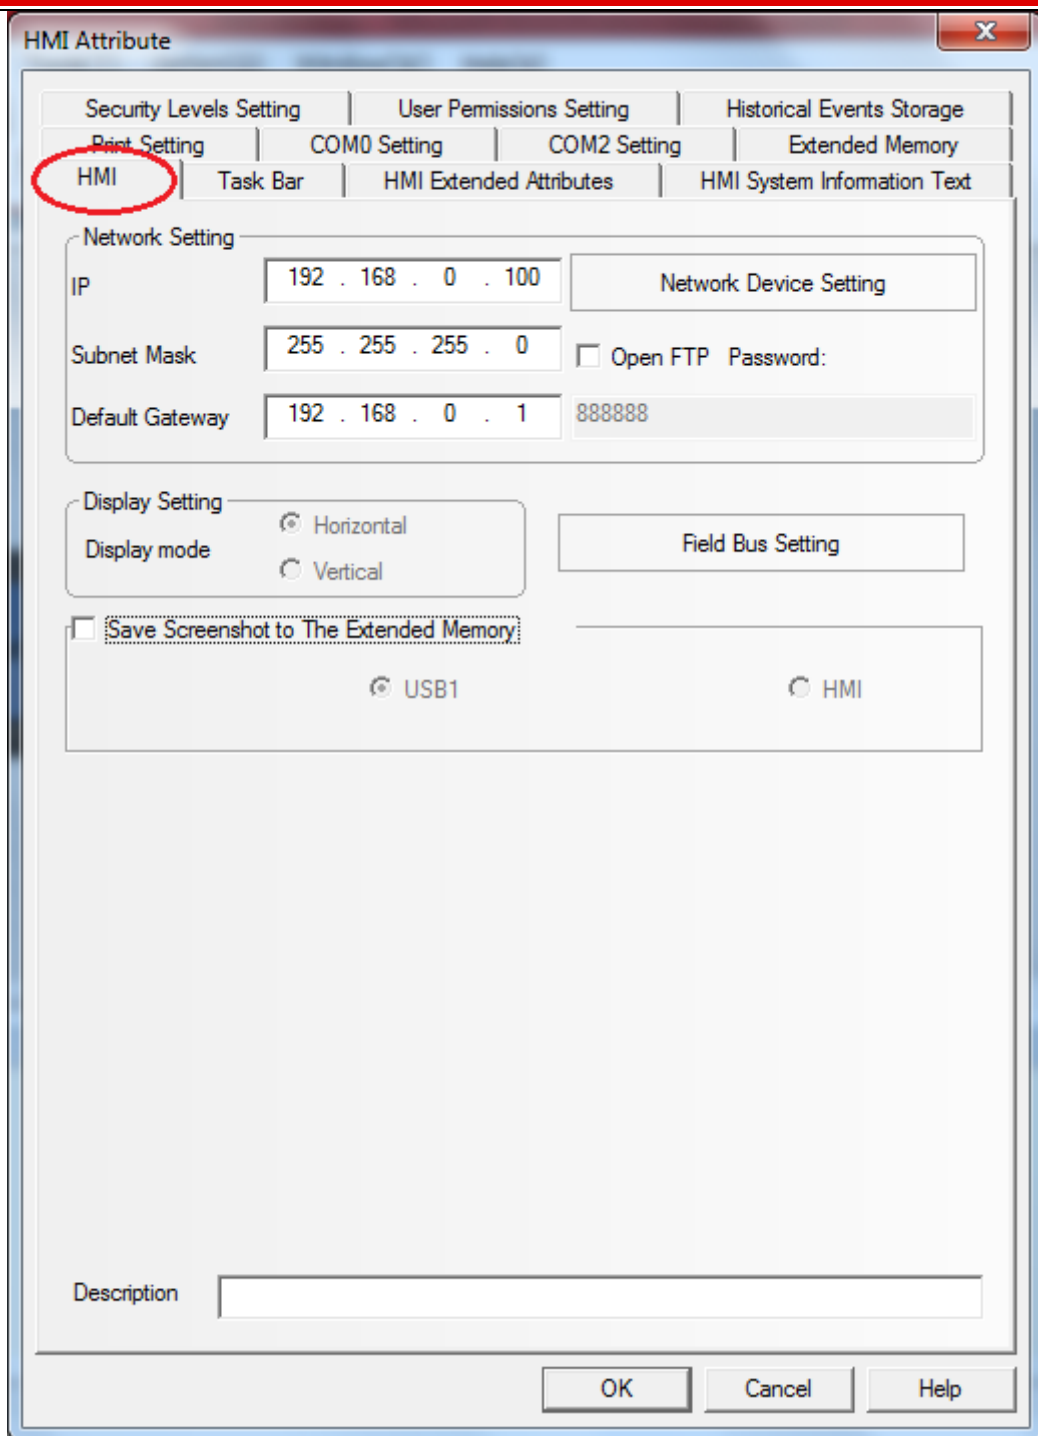 HMI Attribute
Security Levels Setting User Permissions Setting Historical Events Storage
Print Setting COM0 Setting COM2 Setting Extended Memory
HMI Task Bar HMI Extended Attributes HMI System Information Text
Network Setting
IP 192 . 168 . 0 . 100 Network Device Setting
Subnet Mask 255 . 255 . 255 . 0 Open FTP Password:
Default Gateway 192 . 168 . 0 . 1 888888
Display Setting
Display mode Horizontal
Vertical
Field Bus Setting
Save Screenshot to The Extended Memory
USB1 HMI
Description
OK Cancel Help